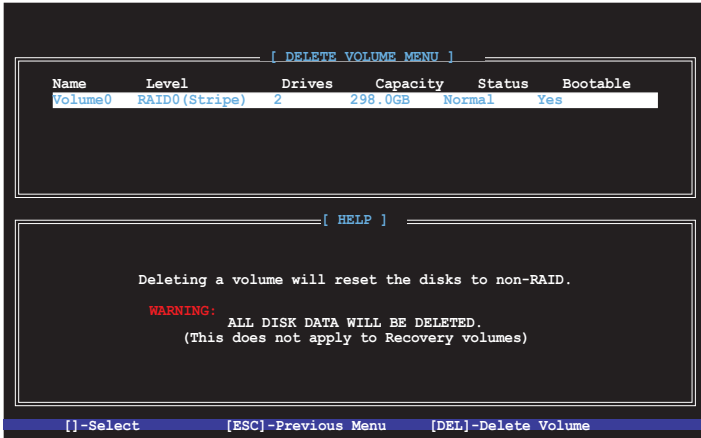 [ DELETE VOLUME MENU ]
Name Level Drives Capacity Status Bootable
Volume0 RAID0(Stripe) 2 298.0GB Normal Yes
[ HELP ]
Deleting a volume will reset the disks to non-RAID.
WARNING:
ALL DISK DATA WILL BE DELETED.
(This does not apply to Recovery volumes)
[]-Select [ESC]-Previous Menu [DEL]-Delete Volume